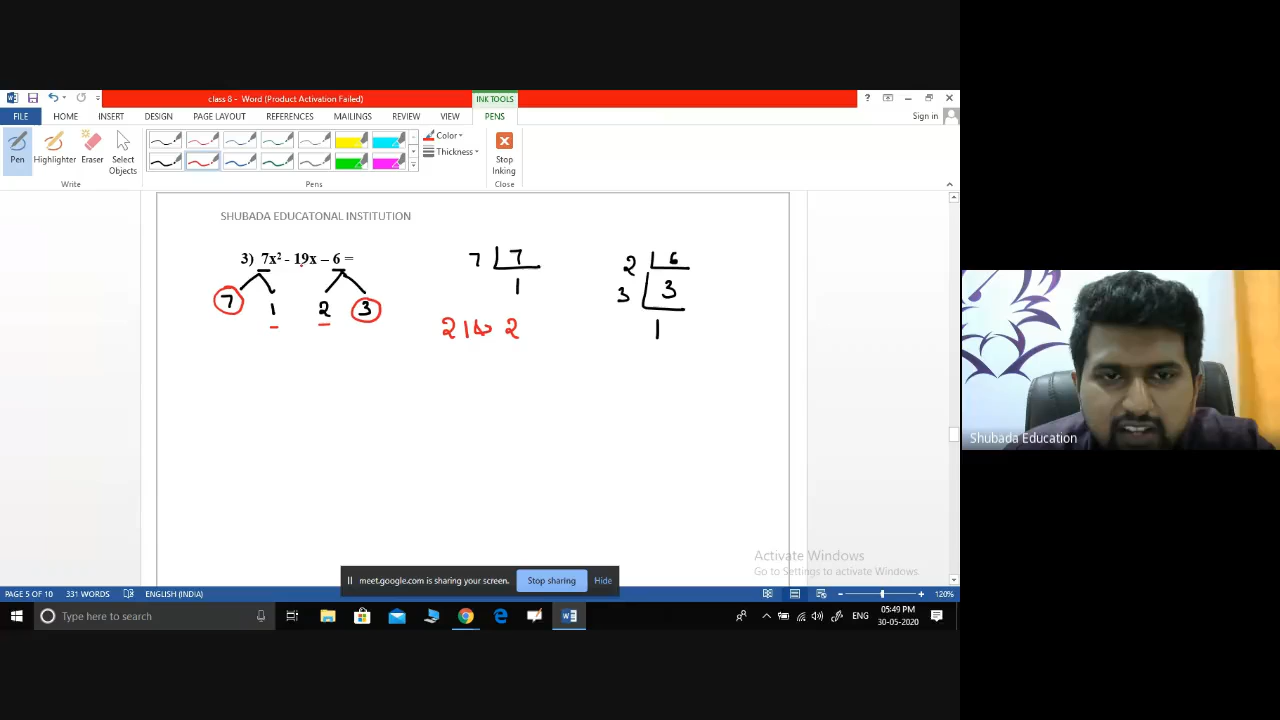 class 8 - Word (Product Activation Failed)
INK TOOLS
Sign in
FILE HOME INSERT DESIGN PAGE LAYOUT REFERENCES MAILINGS REVIEW VIEW PENS
Pen Highlighter Eraser Select Objects
Color
Thickness
Stop Inking
Write Pens Close
SHUBADA EDUCATONAL INSTITUTION
3) 7x² - 19x – 6 =
7 1 2 3
7 7
1
2 6
3 3
1
21 2
Shubada Education
Activate Windows
Go to Settings to activate Windows.
meet.google.com is sharing your screen. Stop sharing Hide
PAGE 5 OF 10 331 WORDS ENGLISH (INDIA) 120%
Type here to search
ENG
05:49 PM
30-05-2020